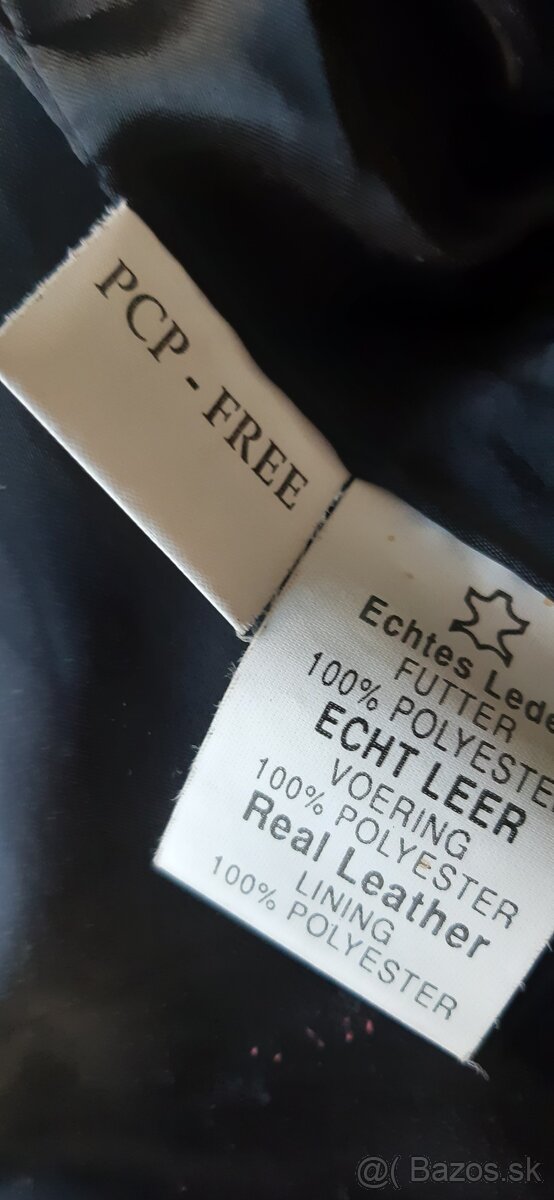 PCP - FREE
Echtes Lede
FUTTER
100% POLYESTE
ECHT LEER
VOERING
100% POLYESTER
Real Leather
LINING
100% POLYESTER
@( Bazos.sk